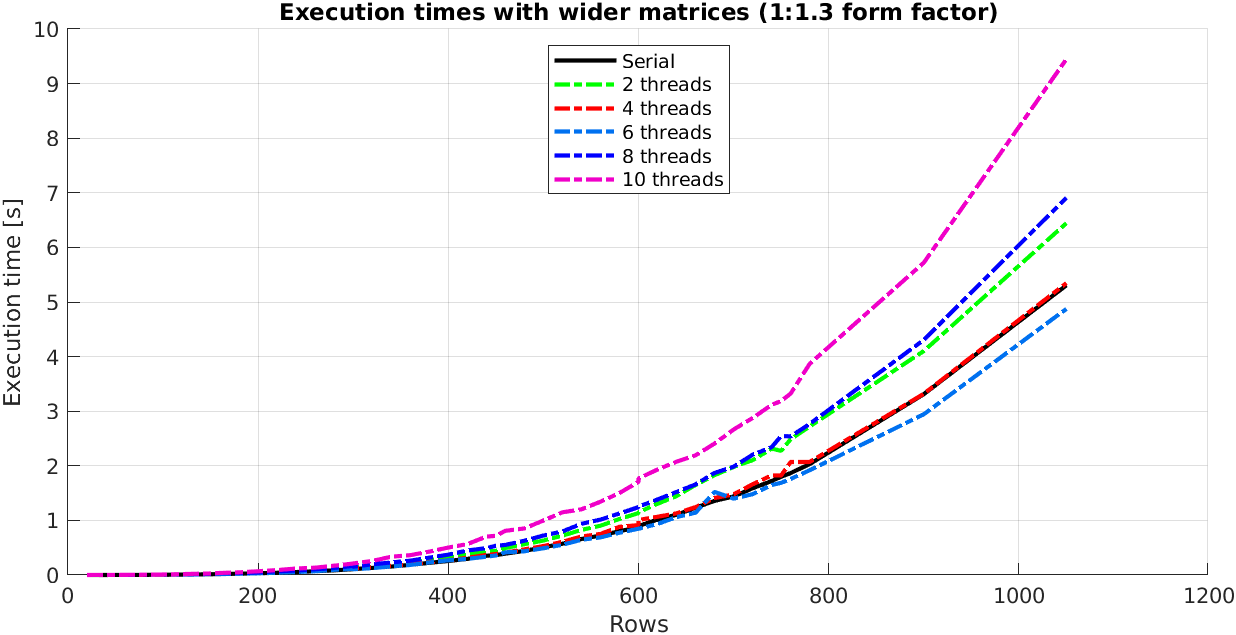 Execution times with wider matrices (1:1.3 form factor)
Execution time [s]
10
9
8
7
6
5
4
3
2
1
0
Serial
2 threads
4 threads
6 threads
8 threads
10 threads
0 200 400 600 800 1000 1200
Rows